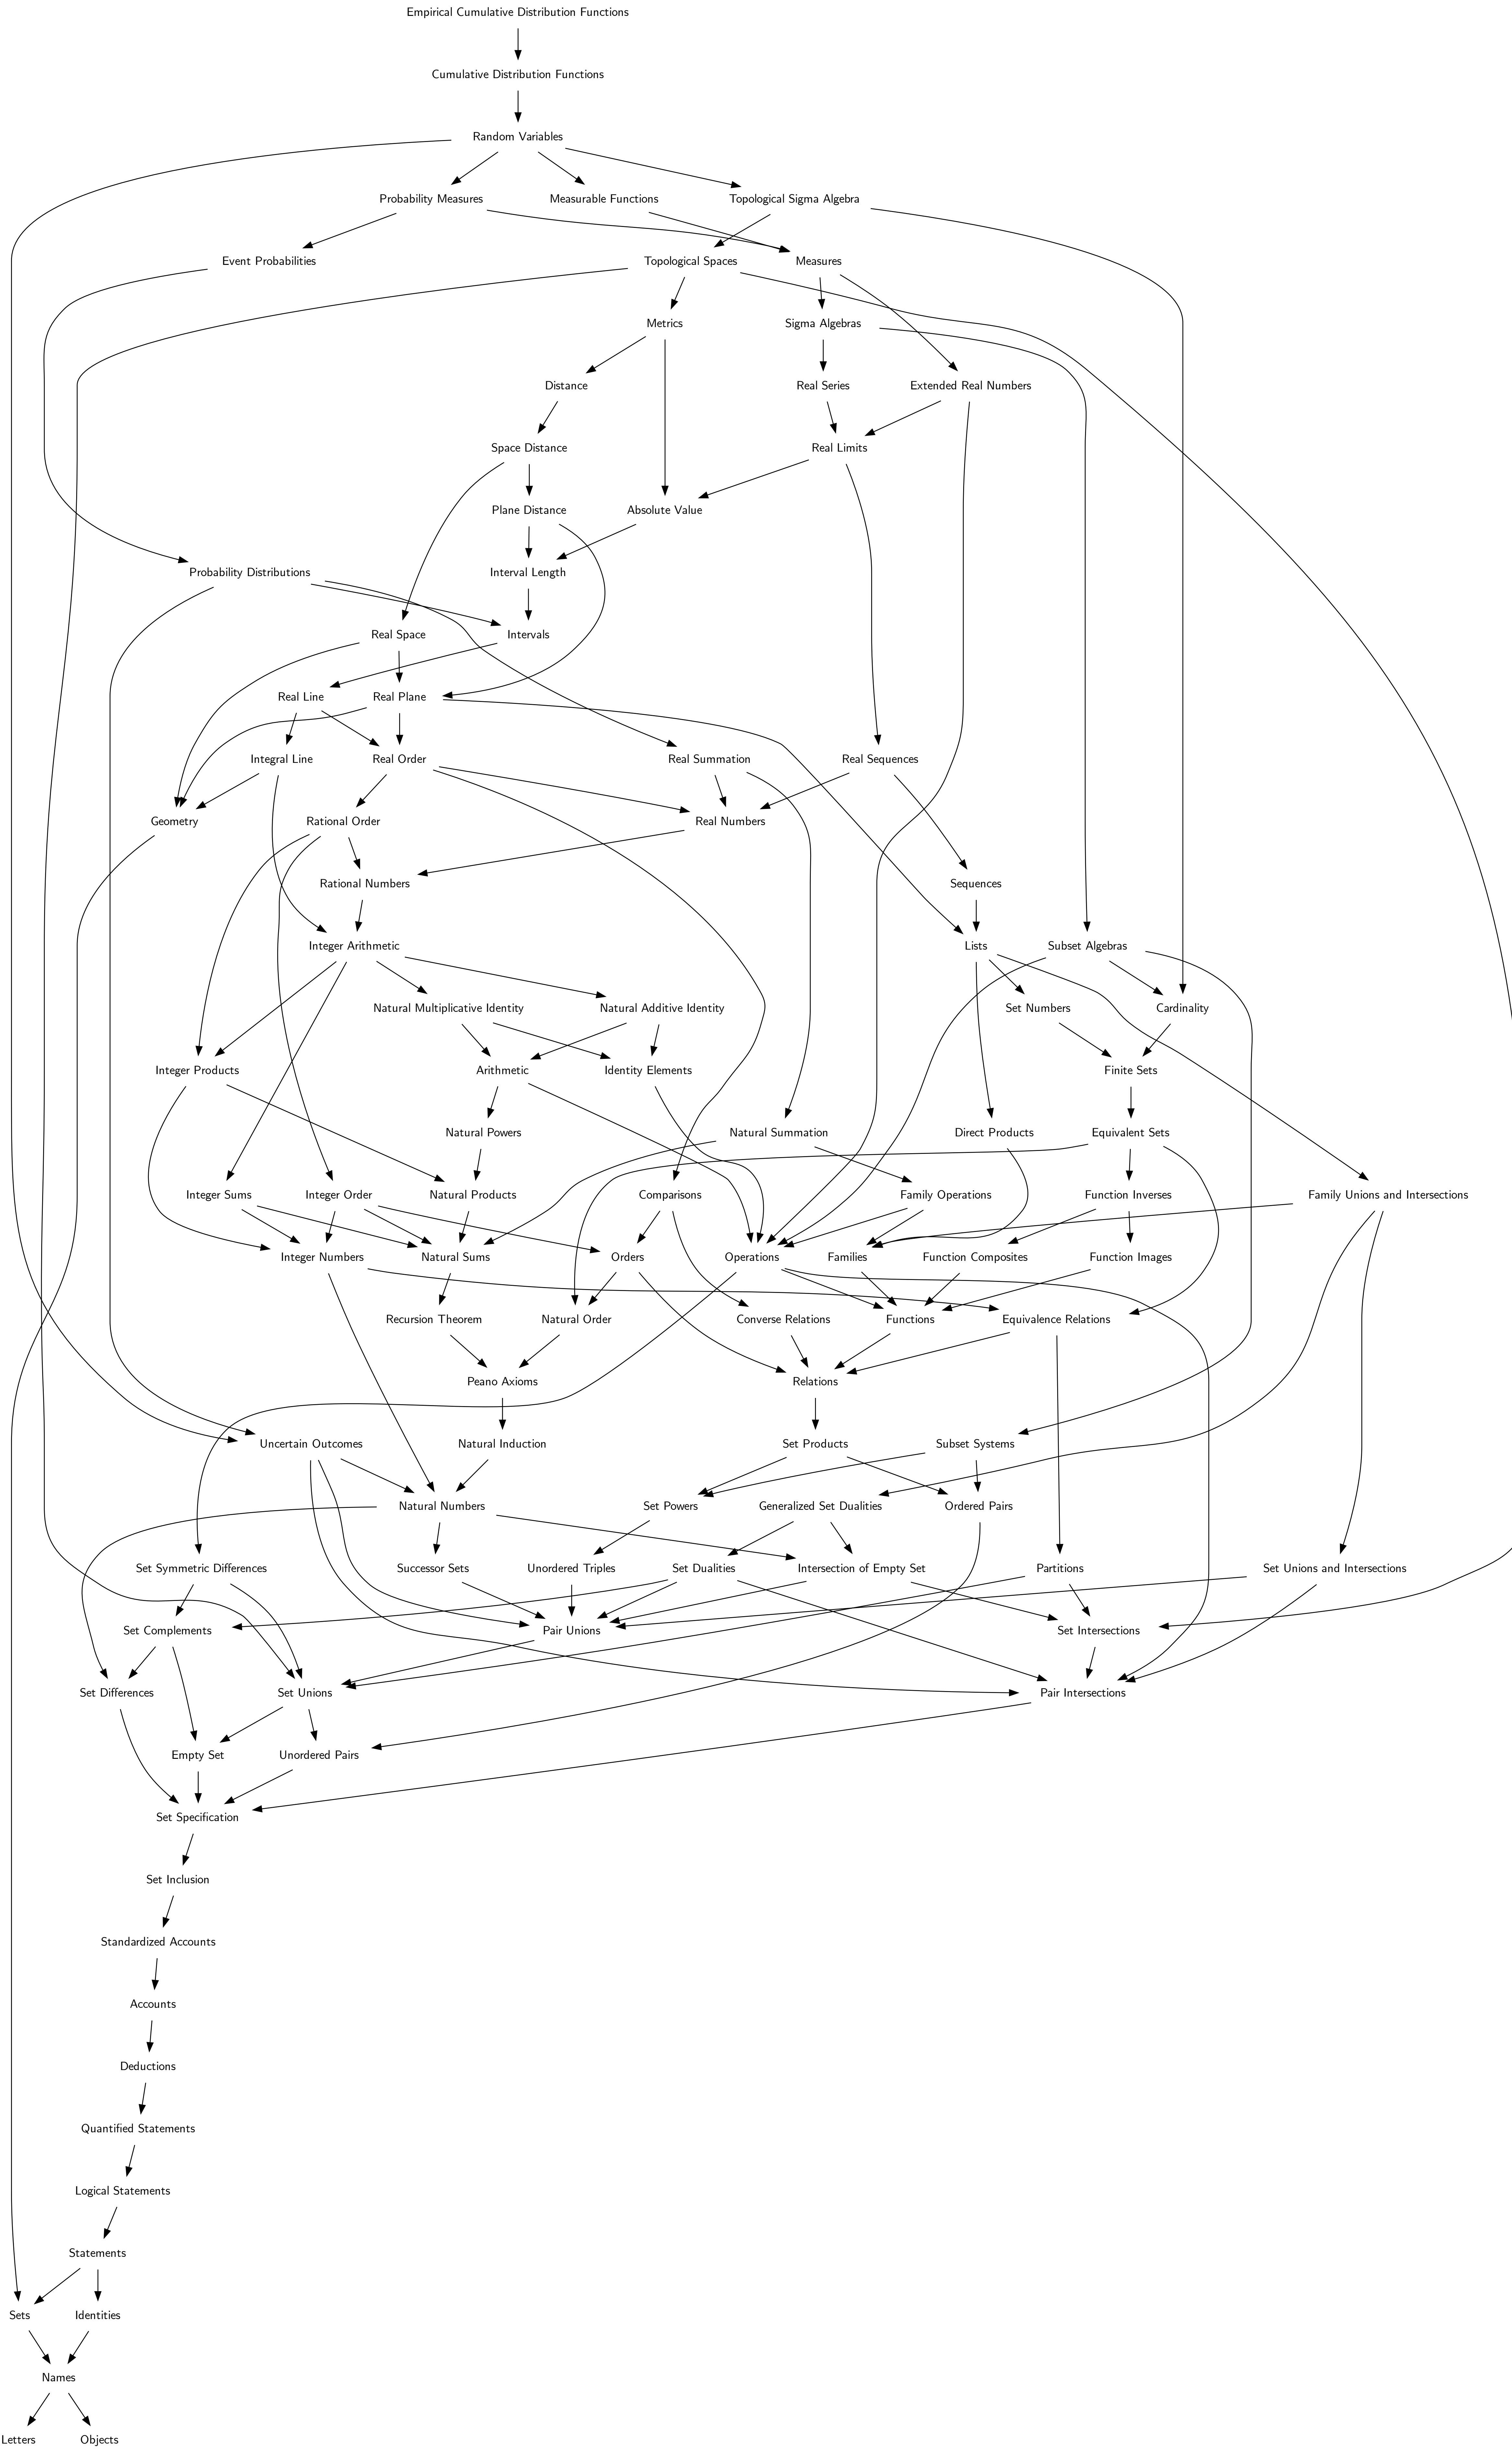 Empirical Cumulative Distribution Functions
Cumulative Distribution Functions
Random Variables
Probability Measures
Measurable Functions
Topological Sigma Algebra
Event Probabilities
Topological Spaces
Measures
Metrics
Sigma Algebras
Distance
Real Series
Extended Real Numbers
Space Distance
Real Limits
Plane Distance
Absolute Value
Probability Distributions
Interval Length
Real Space
Intervals
Real Line
Real Plane
Integral Line
Real Order
Real Summation
Real Sequences
Geometry
Rational Order
Real Numbers
Rational Numbers
Sequences
Integer Arithmetic
Lists
Subset Algebras
Natural Multiplicative Identity
Natural Additive Identity
Set Numbers
Cardinality
Integer Products
Arithmetic
Identity Elements
Finite Sets
Natural Powers
Natural Summation
Direct Products
Equivalent Sets
Integer Sums
Integer Order
Natural Products
Comparisons
Family Operations
Function Inverses
Family Unions and Intersections
Integer Numbers
Natural Sums
Orders
Operations
Families
Function Composites
Function Images
Recursion Theorem
Natural Order
Converse Relations
Functions
Equivalence Relations
Peano Axioms
Relations
Uncertain Outcomes
Natural Induction
Set Products
Subset Systems
Natural Numbers
Set Powers
Generalized Set Dualities
Ordered Pairs
Set Symmetric Differences
Successor Sets
Unordered Triples
Set Dualities
Intersection of Empty Set
Partitions
Set Unions and Intersections
Set Complements
Pair Unions
Set Intersections
Set Differences
Set Unions
Pair Intersections
Empty Set
Unordered Pairs
Set Specification
Set Inclusion
Standardized Accounts
Accounts
Deductions
Quantified Statements
Logical Statements
Statements
Sets
Identities
Names
Letters
Objects